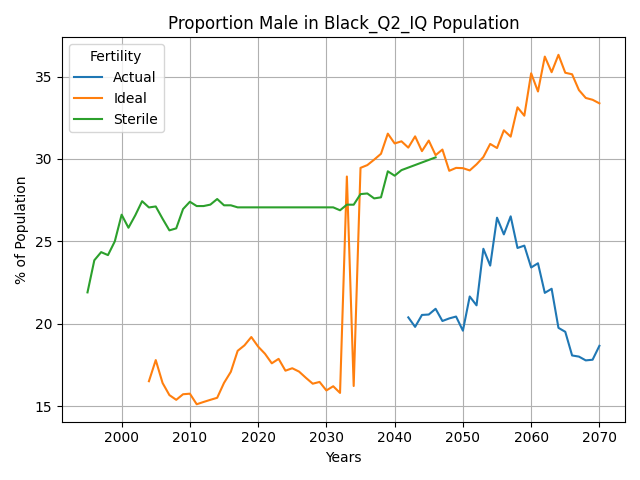 Proportion Male in Black_Q2_IQ Population
Fertility
Actual
Ideal
Sterile
% of Population
35
30
25
20
15
2000
2010
2020
2030
2040
2050
2060
2070
Years